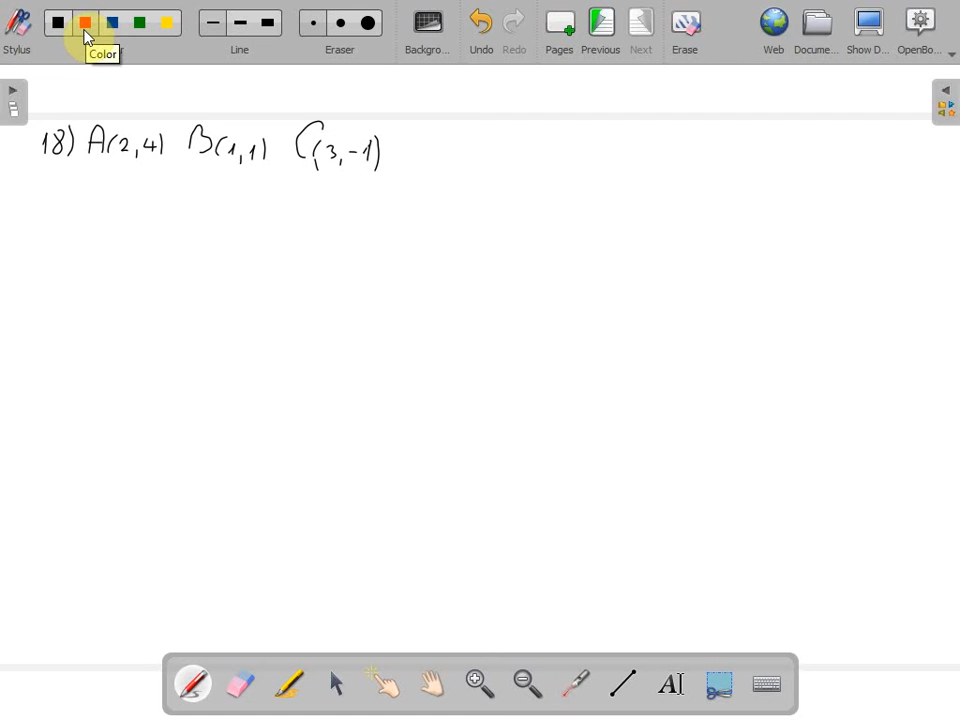 Stylus
Color
Line
Eraser
Backgro...
Undo
Redo
Pages
Previous
Next
Erase
Web
Docume...
Show D...
OpenBo...
18) A(2,4) B(1,1) C(3,-1)